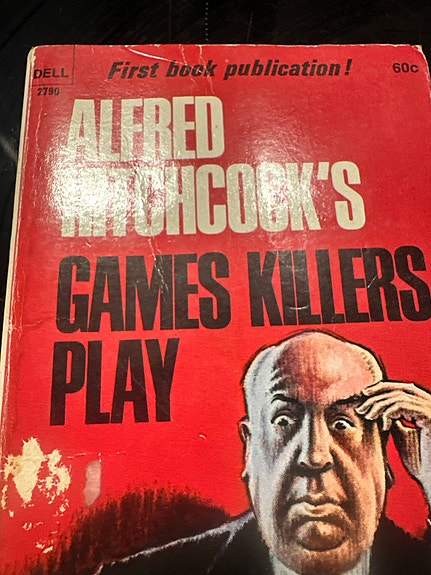 DELL
2790
First book publication!
60c
ALFRED
HITCHCOCK'S
GAMES KILLERS
PLAY